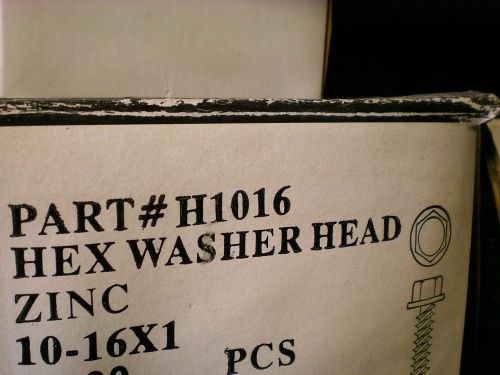 PART# H1016
HEX WASHER HEAD
ZINC
10-16X1
PCS